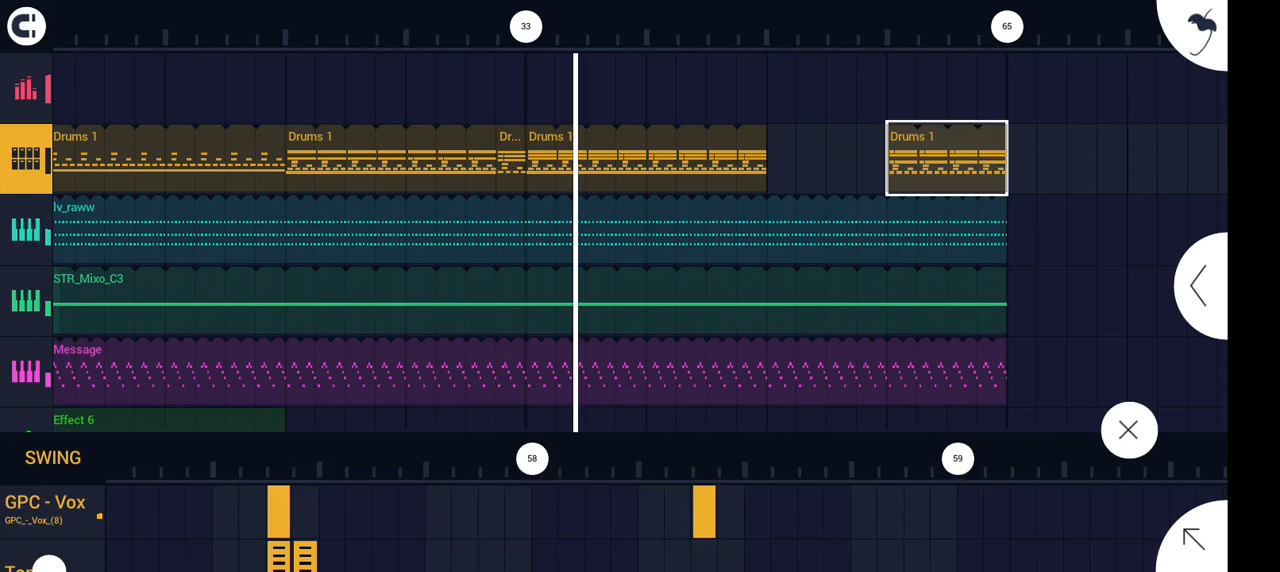 33
65
Drums 1
Drums 1
Dr...
Drums 1
Drums 1
lv_raww
STR_Mixo_C3
Message
Effect 6
SWING
58
59
GPC - Vox
GPC_-_Vox_(8)